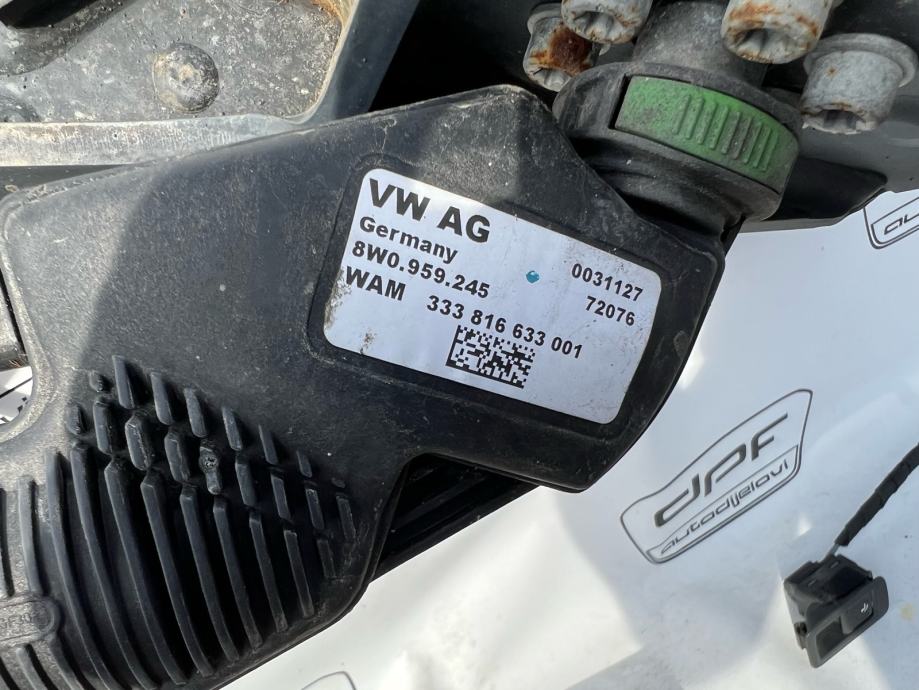 VW AG
Germany
8W0.959.245 0031127
WAM 333 816 633 001 72076
dpf
autodijelovi